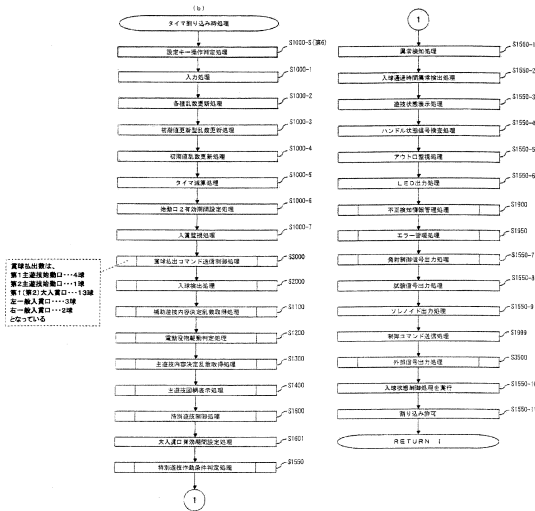 (b)
タイマ割り込み時処理
設定キー操作判定処理
S1000-S(第6)
入力処理
S1000-1
各種乱数更新処理
S1000-2
初期値更新型乱数更新処理
S1000-3
初期値乱数更新処理
S1000-4
タイマ減算処理
S1000-5
始動口2有効期間設定処理
S1000-6
入賞監視処理
S1000-7
賞球払出コマンド送信制御処理
S3000
賞球払出数は、
第1主遊技始動口・・・4球
第2主遊技始動口・・・1球
第1(第2)大入賞口・・・13球
左一般入賞口・・・・3球
右一般入賞口・・・2球
となっている
入球検出処理
S2000
補助遊技内容決定乱数取得処理
S1100
電動役物駆動判定処理
S1200
主遊技内容決定乱数取得処理
S1300
主遊技図柄表示処理
S1400
特別遊技制御処理
S1600
大入賞口有効期間設定処理
S1601
特別遊技作動条件判定処理
S1550
1
1
異常検知処理
S1550-1
入球通過時間異常検出処理
S1550-2
遊技状態表示処理
S1550-3
ハンドル状態信号検査処理
S1550-4
アウト口監視処理
S1550-5
LED出力処理
S1550-6
不正検知情報管理処理
S1900
エラー管理処理
S1950
発射制御信号出力処理
S1550-7
試験信号出力処理
S1550-8
ソレノイド出力処理
S1550-9
制御コマンド送信処理
S1999
外部信号出力処理
S3500
入球状態制御処理を実行
S1550-10
割り込み許可
S1550-11
RETURN I